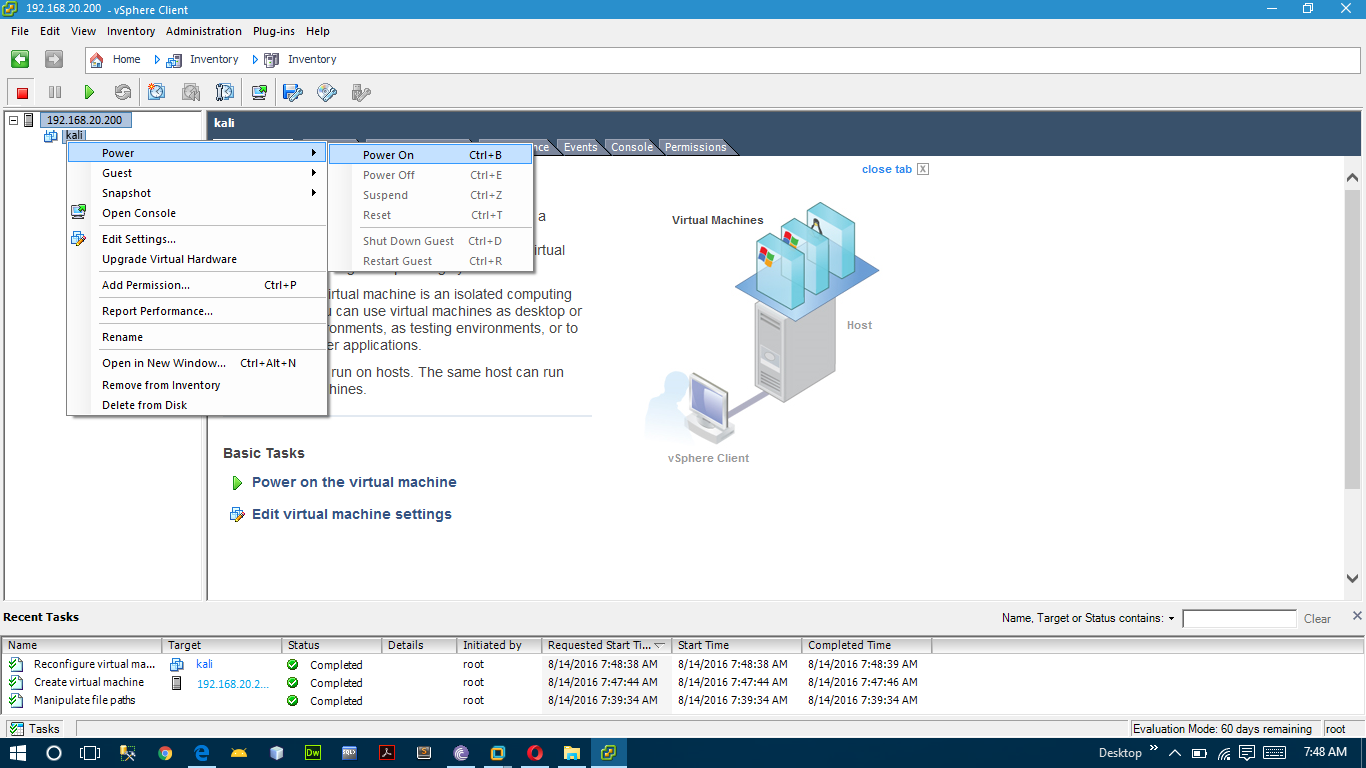 192.168.20.200 - vSphere Client
File Edit View Inventory Administration Plug-ins Help
Home Inventory Inventory
192.168.20.200
kali
kali
nce Events Console Permissions
Power
Guest
Snapshot
Open Console
Edit Settings...
Upgrade Virtual Hardware
Add Permission... Ctrl+P
Report Performance...
Rename
Open in New Window... Ctrl+Alt+N
Remove from Inventory
Delete from Disk
Power On Ctrl+B
Power Off Ctrl+E
Suspend Ctrl+Z
Reset Ctrl+T
Shut Down Guest Ctrl+D
Restart Guest Ctrl+R
close tab X
a
irtual
irtual machine is an isolated computing
u can use virtual machines as desktop or
onments, as testing environments, or to
er applications.
run on hosts. The same host can run
hines.
Virtual Machines
Host
vSphere Client
Basic Tasks
Power on the virtual machine
Edit virtual machine settings
Recent Tasks
Name, Target or Status contains: Clear
Name Target Status Details Initiated by Requested Start Ti... Start Time Completed Time
Reconfigure virtual ma... kali Completed root 8/14/2016 7:48:38 AM 8/14/2016 7:48:38 AM 8/14/2016 7:48:39 AM
Create virtual machine 192.168.20.2... Completed root 8/14/2016 7:47:44 AM 8/14/2016 7:47:44 AM 8/14/2016 7:47:46 AM
Manipulate file paths Completed root 8/14/2016 7:39:34 AM 8/14/2016 7:39:34 AM 8/14/2016 7:39:34 AM
Tasks Evaluation Mode: 60 days remaining root
Dw Desktop 7:48 AM